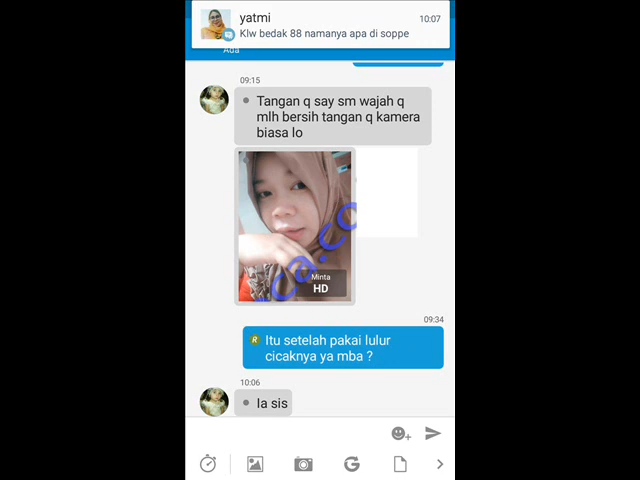 yatmi
10:07
Klw bedak 88 namanya apa di soppe
Ada
09:15
Tangan q say sm wajah q
mlh bersih tangan q kamera
biasa lo
ca.co
Minta
HD
09:34
R
Itu setelah pakai lulur
cicaknya ya mba ?
10:06
Ia sis